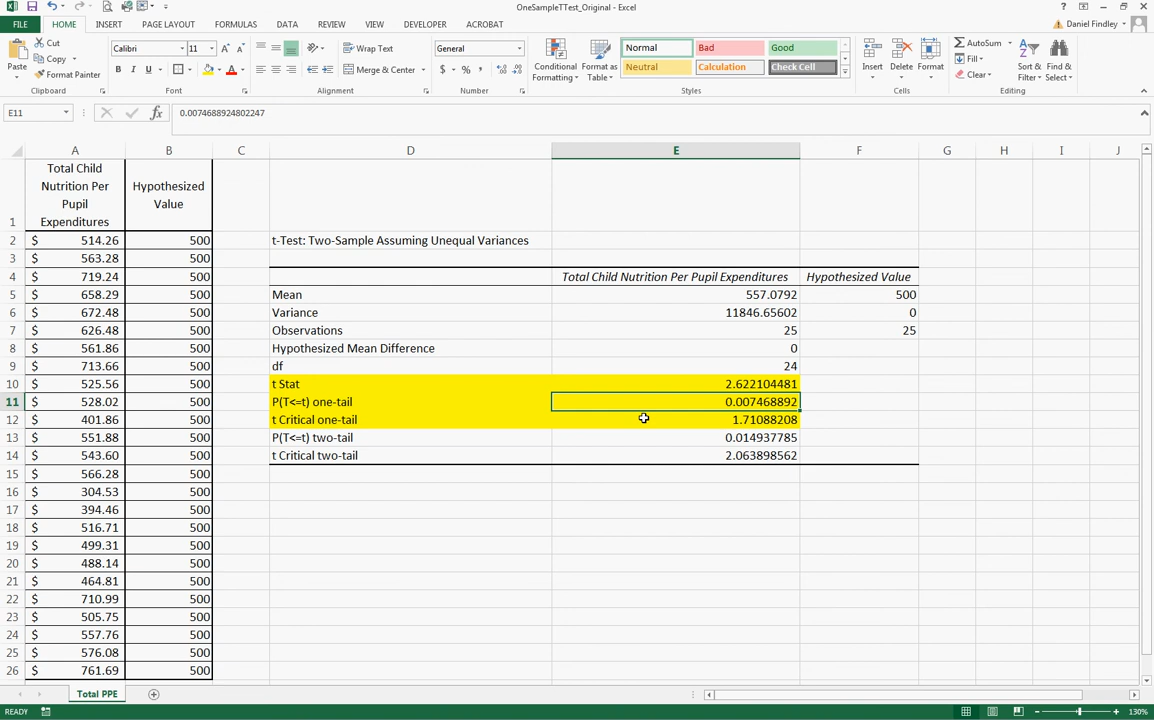 OneSampleTTest_Original - Excel
FILE HOME INSERT PAGE LAYOUT FORMULAS DATA REVIEW VIEW DEVELOPER ACROBAT
Daniel Findley
Paste Cut Copy Format Painter
Calibri 11
B I U
Wrap Text
Merge & Center
General
$ % ,
Conditional Formatting Format as Table
Normal Bad Good
Neutral Calculation Check Cell
Insert Delete Format
AutoSum Fill Clear
Sort & Filter Find & Select
Clipboard Font Alignment Number Styles Cells Editing
E11 fx 0.0074688924802247
A B C D E F G H I J
1 Total Child Nutrition Per Pupil Expenditures Hypothesized Value
2 $ 514.26 500 t-Test: Two-Sample Assuming Unequal Variances
3 $ 563.28 500
4 $ 719.24 500 Total Child Nutrition Per Pupil Expenditures Hypothesized Value
5 $ 658.29 500 Mean 557.0792 500
6 $ 672.48 500 Variance 11846.65602 0
7 $ 626.48 500 Observations 25 25
8 $ 561.86 500 Hypothesized Mean Difference 0
9 $ 713.66 500 df 24
10 $ 525.56 500 t Stat 2.622104481
11 $ 528.02 500 P(T<=t) one-tail 0.007468892
12 $ 401.86 500 t Critical one-tail 1.71088208
13 $ 551.88 500 P(T<=t) two-tail 0.014937785
14 $ 543.60 500 t Critical two-tail 2.063898562
15 $ 566.28 500
16 $ 304.53 500
17 $ 394.46 500
18 $ 516.71 500
19 $ 499.31 500
20 $ 488.14 500
21 $ 464.81 500
22 $ 710.99 500
23 $ 505.75 500
24 $ 557.76 500
25 $ 576.08 500
26 $ 761.69 500
Total PPE
READY 130%